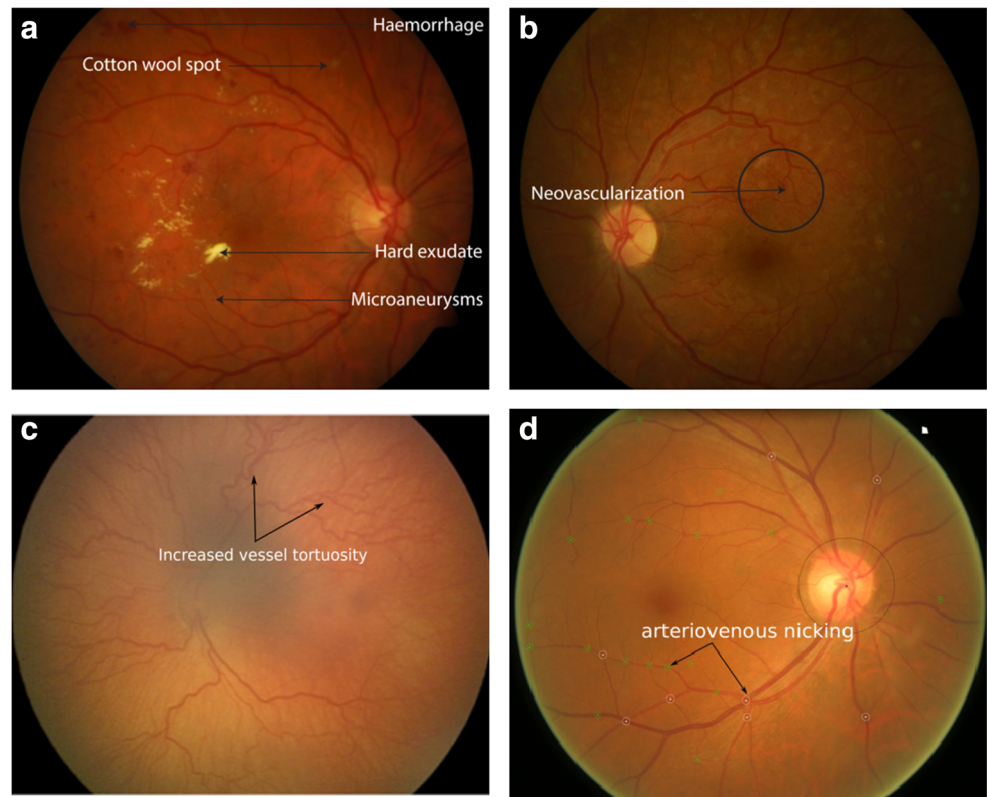 a
Haemorrhage
Cotton wool spot
Hard exudate
Microaneurysms
b
Neovascularization
c
Increased vessel tortuosity
d
arteriovenous nicking